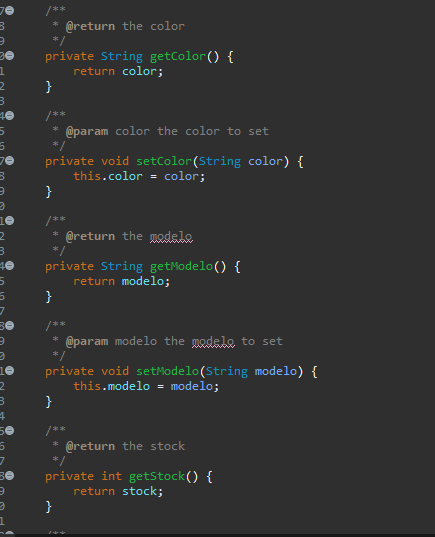 /**
* @return the color
*/
private String getColor() {
return color;
}
/**
* @param color the color to set
*/
private void setColor(String color) {
this.color = color;
}
/**
* @return the modelo
*/
private String getModelo() {
return modelo;
}
/**
* @param modelo the modelo to set
*/
private void setModelo(String modelo) {
this.modelo = modelo;
}
/**
* @return the stock
*/
private int getStock() {
return stock;
}
/**